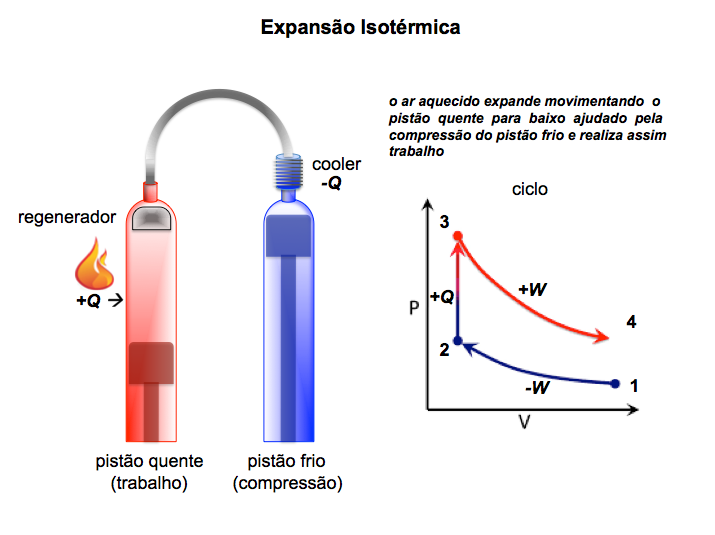 Expansão Isotérmica
o ar aquecido expande movimentando o
pistão quente para baixo ajudado pela
compressão do pistão frio e realiza assim
trabalho
cooler
-Q
ciclo
regenerador
+Q →
3
+W
+Q
P
4
2
1
-W
V
pistão quente
(trabalho)
pistão frio
(compressão)